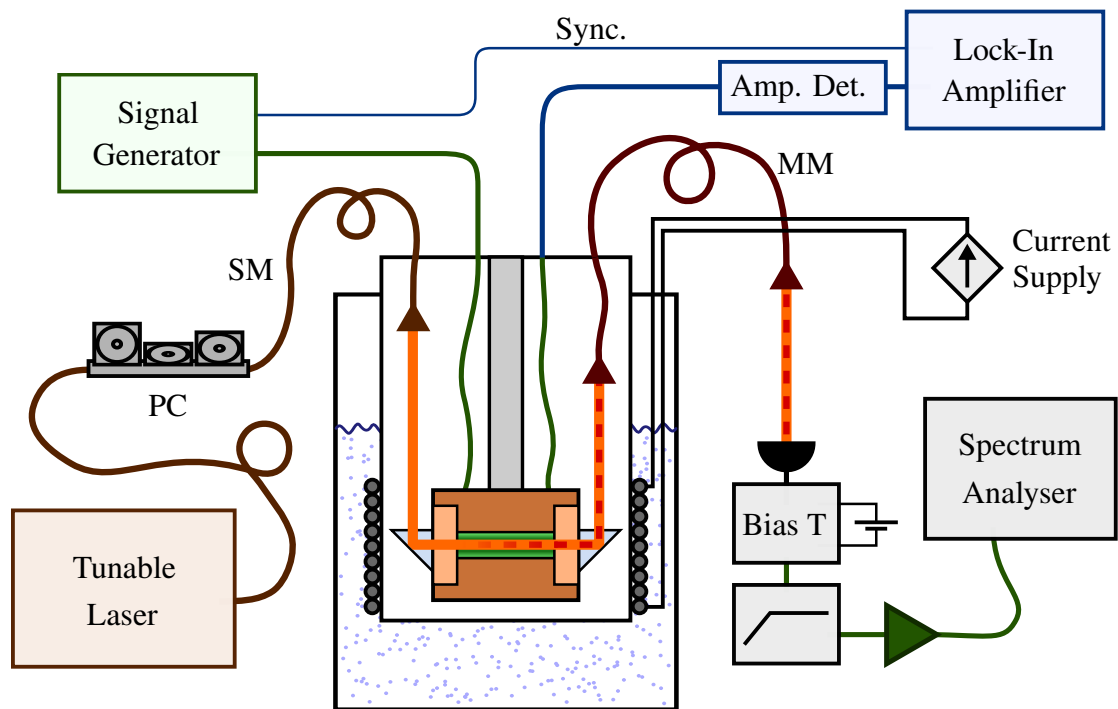 Sync.
Lock-In
Amplifier
Signal
Generator
Amp. Det.
MM
SM
Current
Supply
PC
Spectrum
Analyser
Bias T
Tunable
Laser